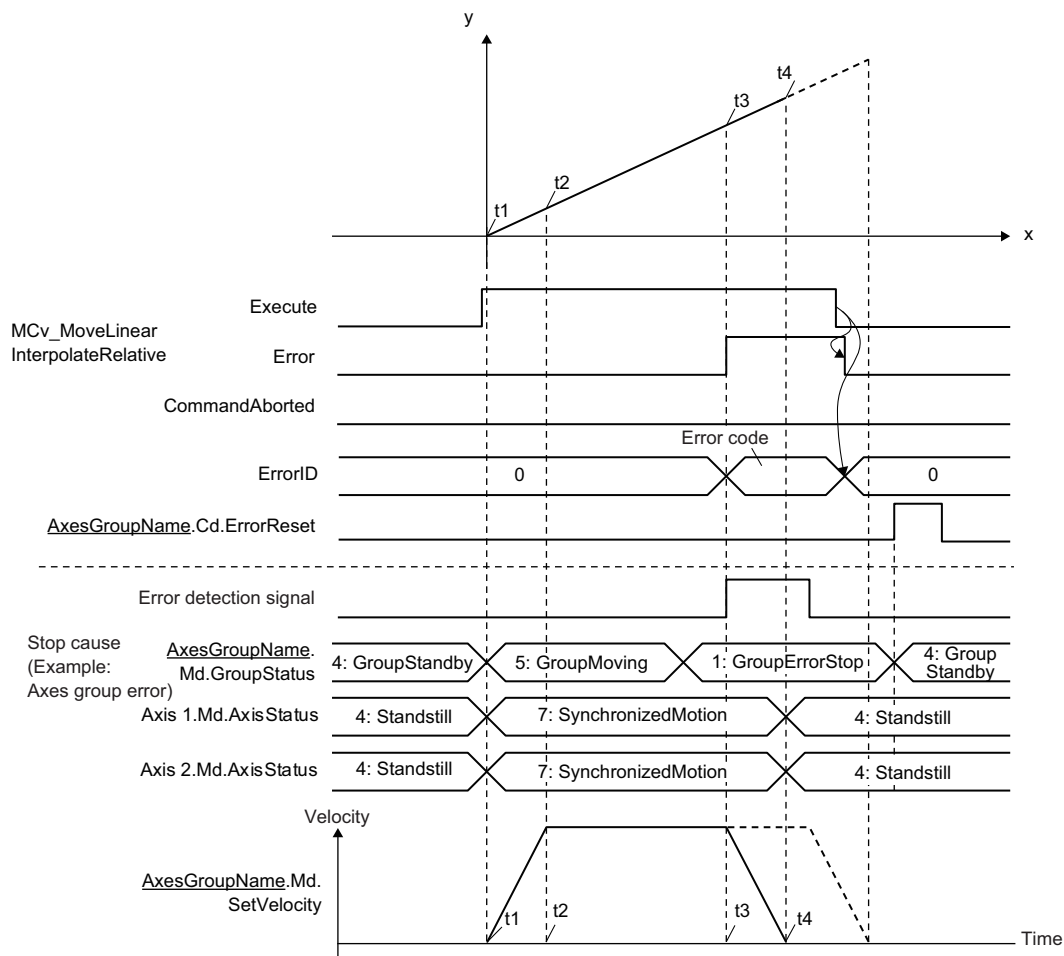 y
t4
t3
t2
t1
x
Execute
MCv_MoveLinear
InterpolateRelative
Error
CommandAborted
Error code
ErrorID
0
0
AxesGroupName.Cd.ErrorReset
Error detection signal
Stop cause
(Example:
Axes group error)
AxesGroupName.
Md.GroupStatus
4: GroupStandby
5: GroupMoving
1: GroupErrorStop
4: Group
Standby
Axis 1.Md.AxisStatus
4: Standstill
7: SynchronizedMotion
4: Standstill
Axis 2.Md.AxisStatus
4: Standstill
7: SynchronizedMotion
4: Standstill
Velocity
AxesGroupName.Md.
SetVelocity
t1
t2
t3
t4
Time